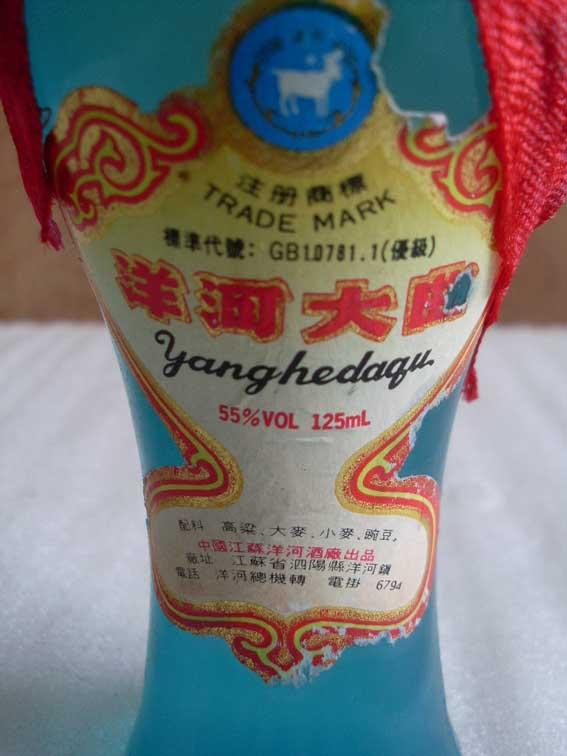 注册商標
TRADE MARK
標準代號: GB10781.1(優級)
洋河大曲
Yanghedaqu.
55%VOL 125mL
配料 高粱、大麥、小麥、豌豆。
中國江蘇洋河酒廠出品
廠址 江蘇省泗陽縣洋河鎮
電話 洋河總機轉 電掛 6794